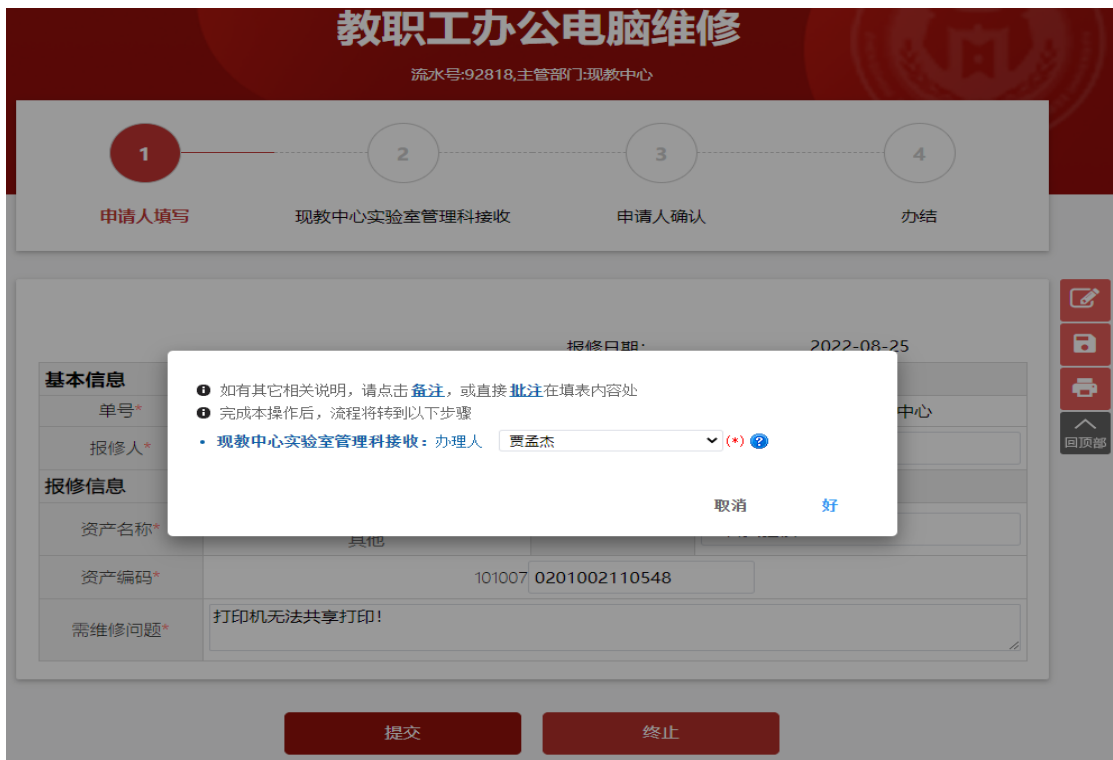 教职工办公电脑维修
流水号:92818,主管部门:现教中心
1
2
3
4
申请人填写
现教中心实验室管理科接收
申请人确认
办结
报修日期:
2022-08-25
基本信息
单号*
中心
报修人*
报修信息
资产名称*
其他
资产编码*
101007 0201002110548
需维修问题*
打印机无法共享打印!
如有其它相关说明，请点击 备注，或直接 批注在填表内容处
完成本操作后，流程将转到以下步骤
• 现教中心实验室管理科接收：办理人 贾孟杰 (*)
取消
好
回顶部
提交
终止